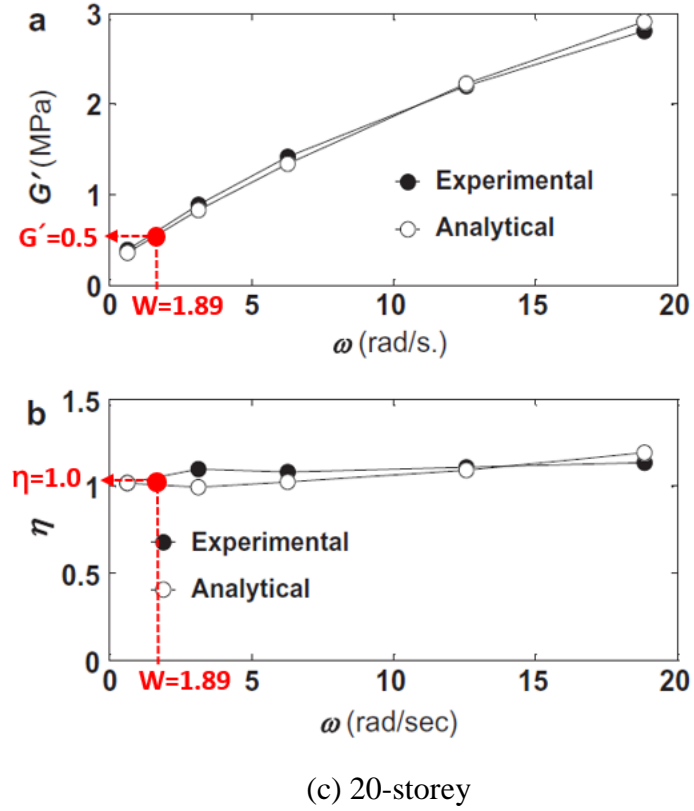 a
3
2
1
0
G′ (MPa)
Experimental
Analytical
G´=0.5
0
5
10
15
20
W=1.89
ω (rad/s.)
b
1.5
1
0.5
0
η
η=1.0
Experimental
Analytical
0
5
10
15
20
W=1.89
ω (rad/sec)
(c) 20-storey